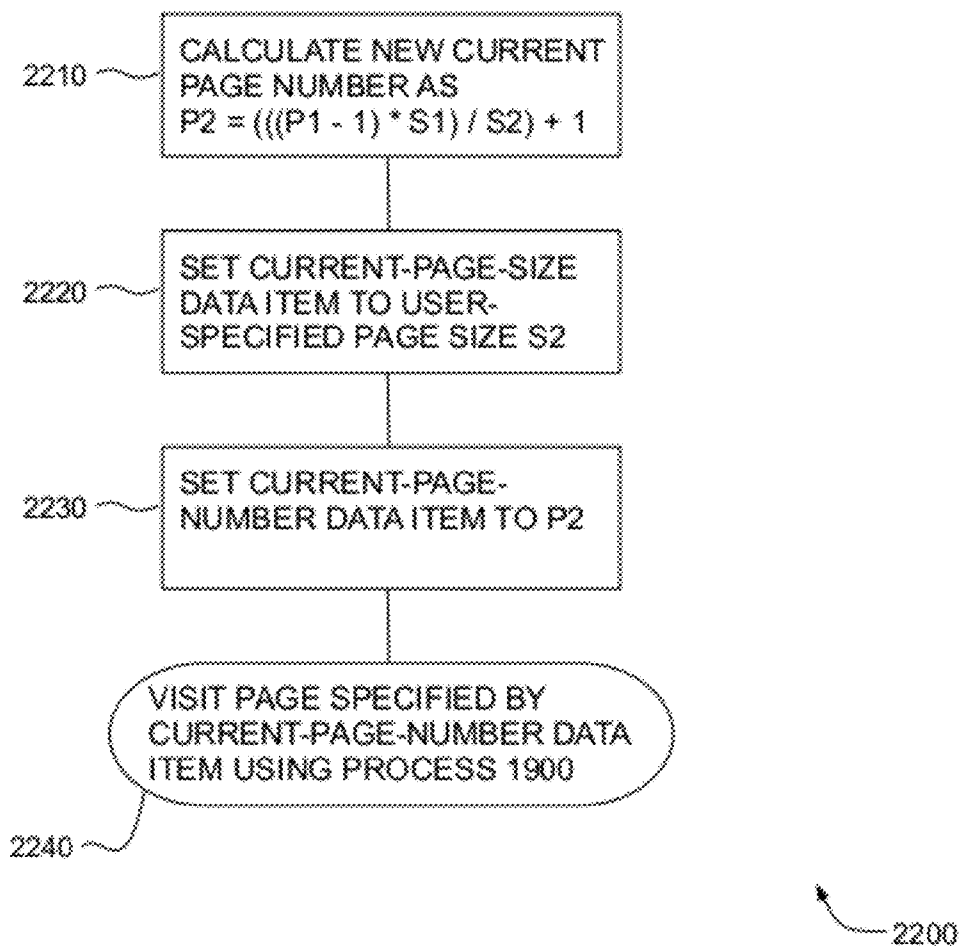 2210
CALCULATE NEW CURRENT
PAGE NUMBER AS
P2 = (((P1 - 1) * S1) / S2) + 1
2220
SET CURRENT-PAGE-SIZE
DATA ITEM TO USER-
SPECIFIED PAGE SIZE S2
2230
SET CURRENT-PAGE-
NUMBER DATA ITEM TO P2
VISIT PAGE SPECIFIED BY
CURRENT-PAGE-NUMBER DATA
ITEM USING PROCESS 1900
2240
2200